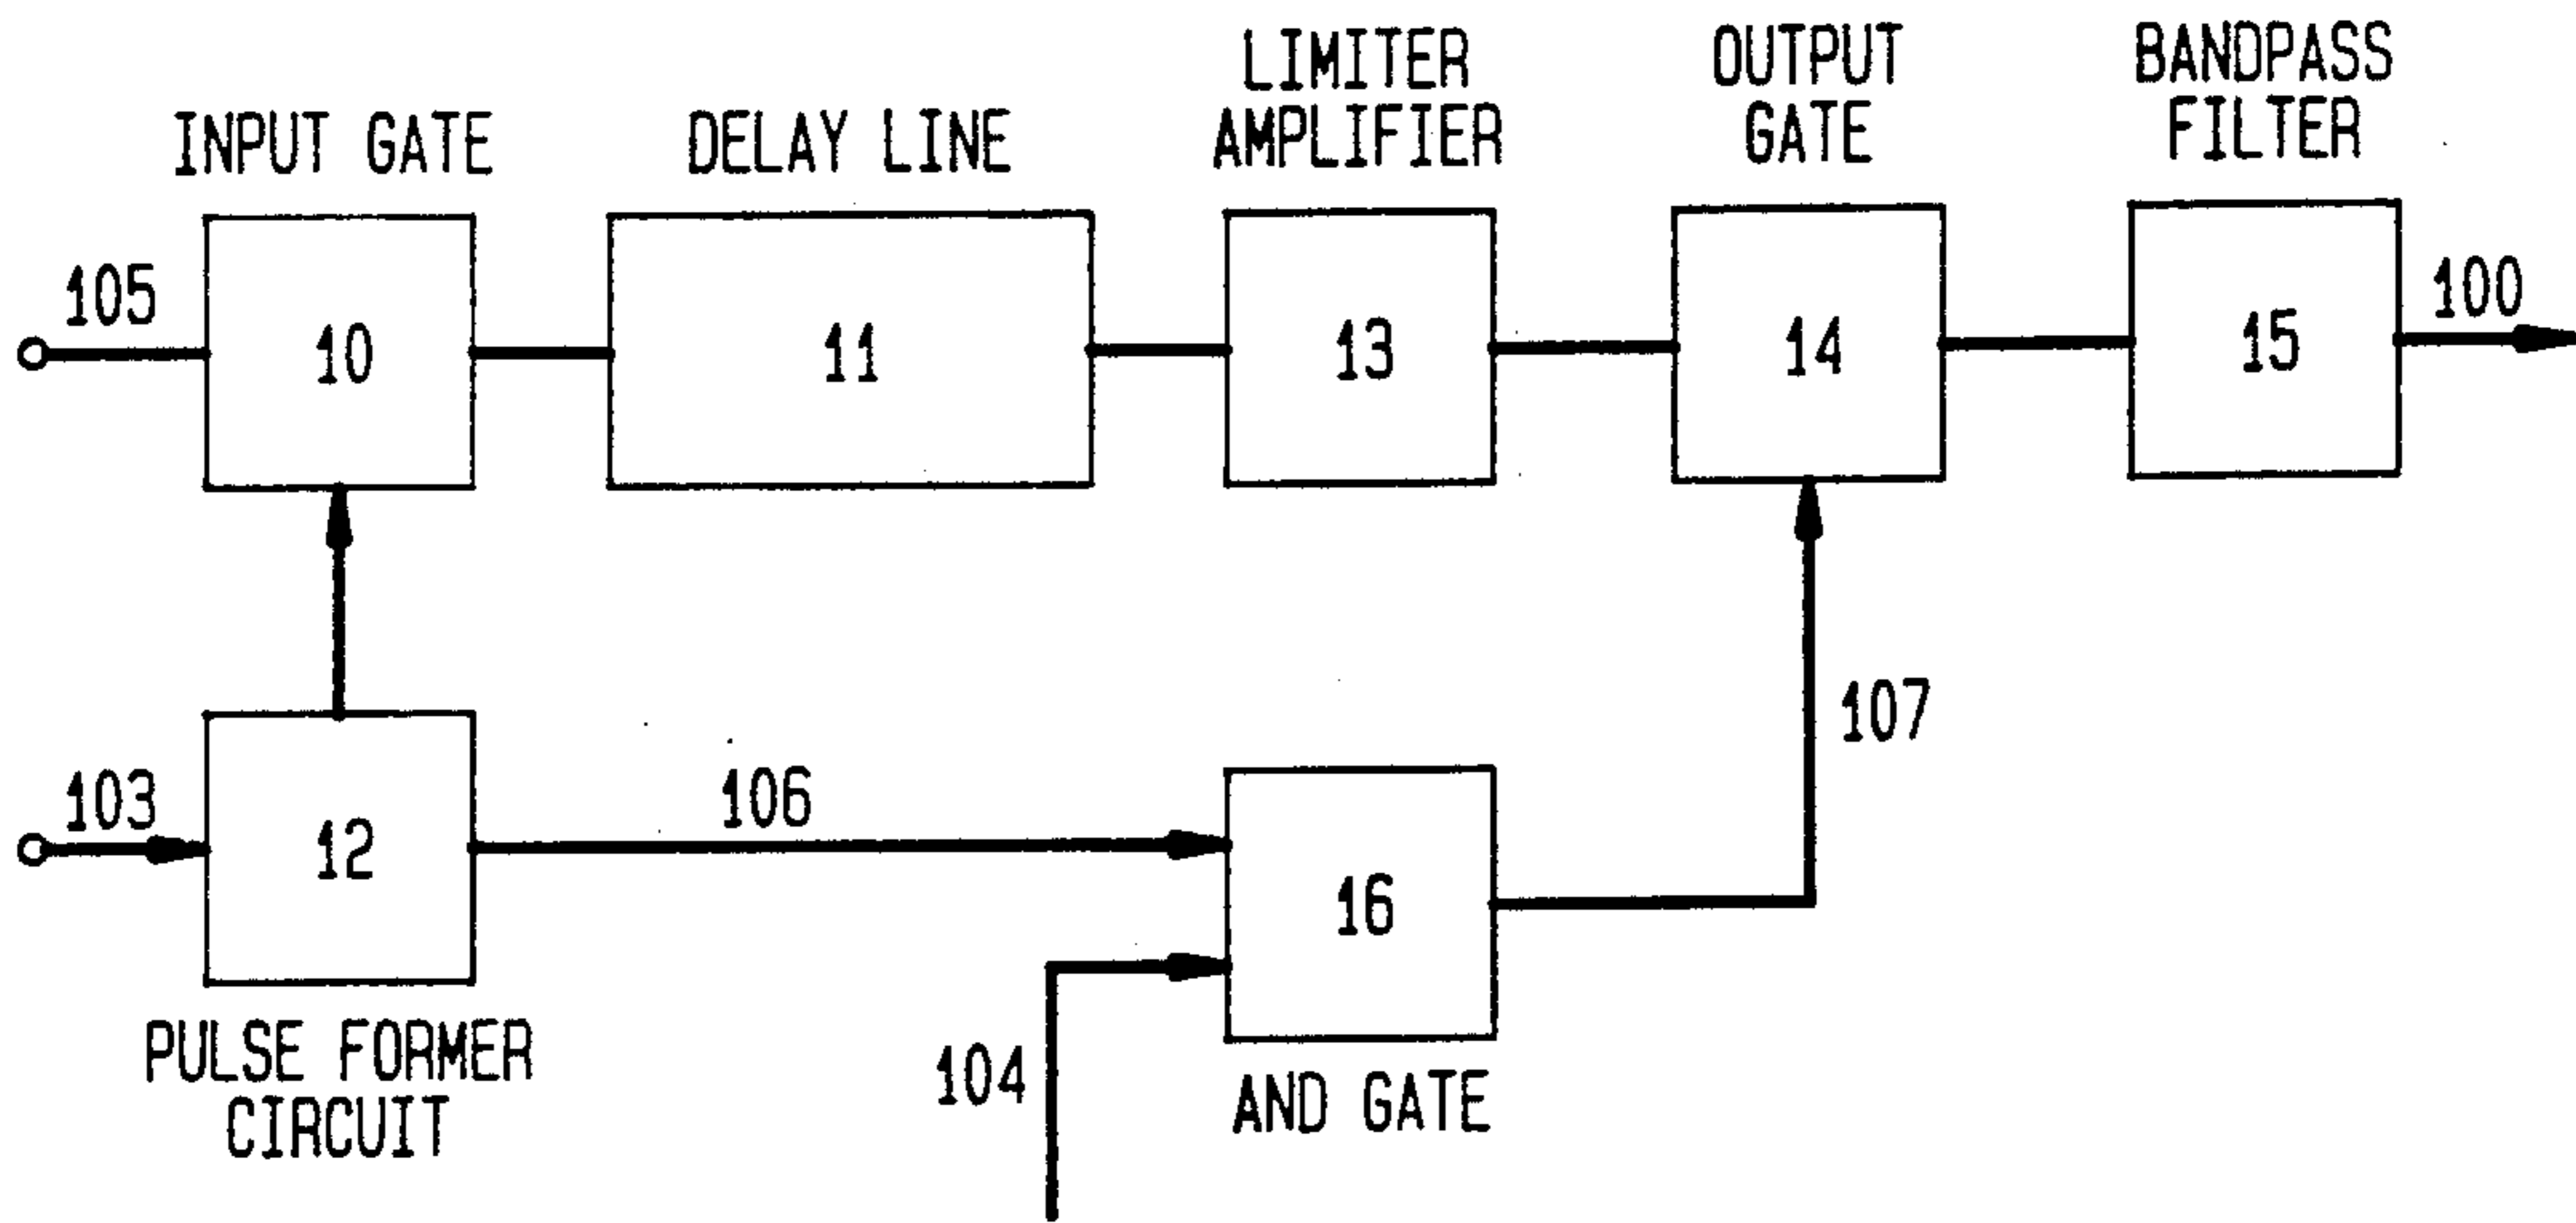 LIMITER
AMPLIFIER
OUTPUT
GATE
BANDPASS
FILTER
INPUT GATE
DELAY LINE
105
10
11
13
14
15
100
103
12
106
16
107
104
PULSE FORMER
CIRCUIT
AND GATE